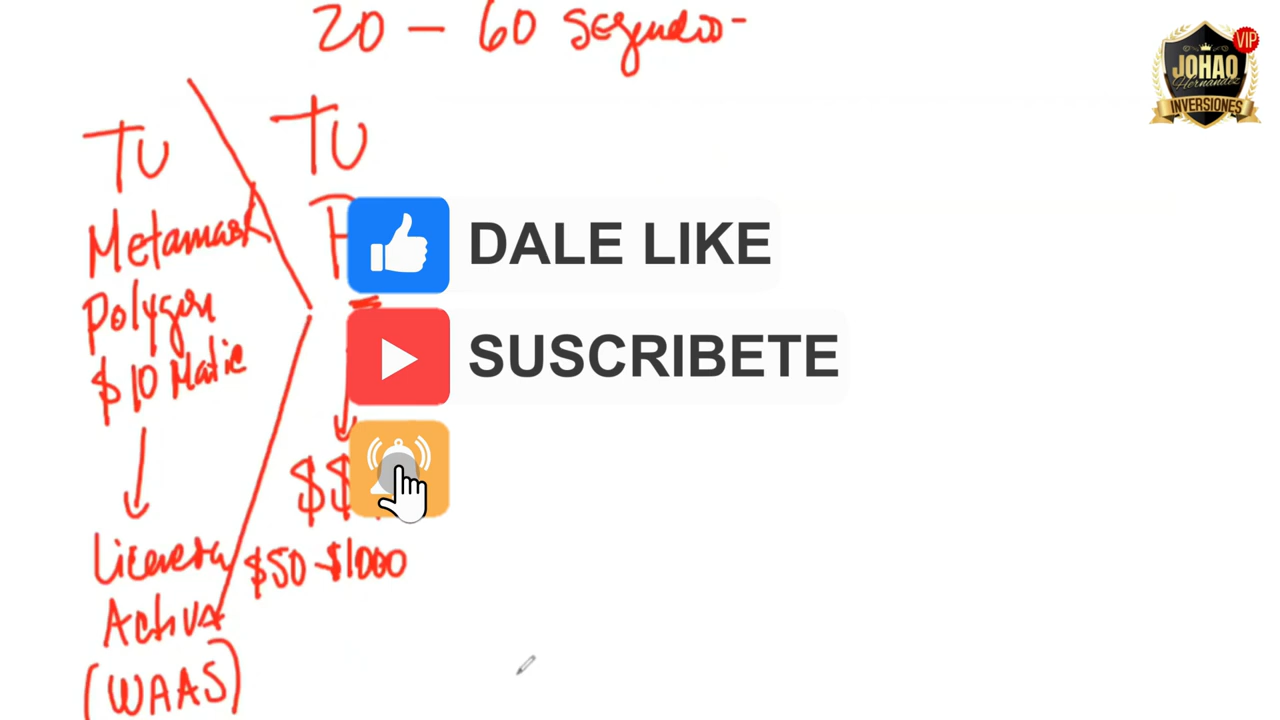 20 - 60 Segundos
VIP
JOHAO
Hernandez
INVERSIONES
TU
Metamask
Polygon
$10 Matic
Licencia
Activa
(WAAS)
TU
DALE LIKE
SUSCRIBETE
$$
$50 - $1000